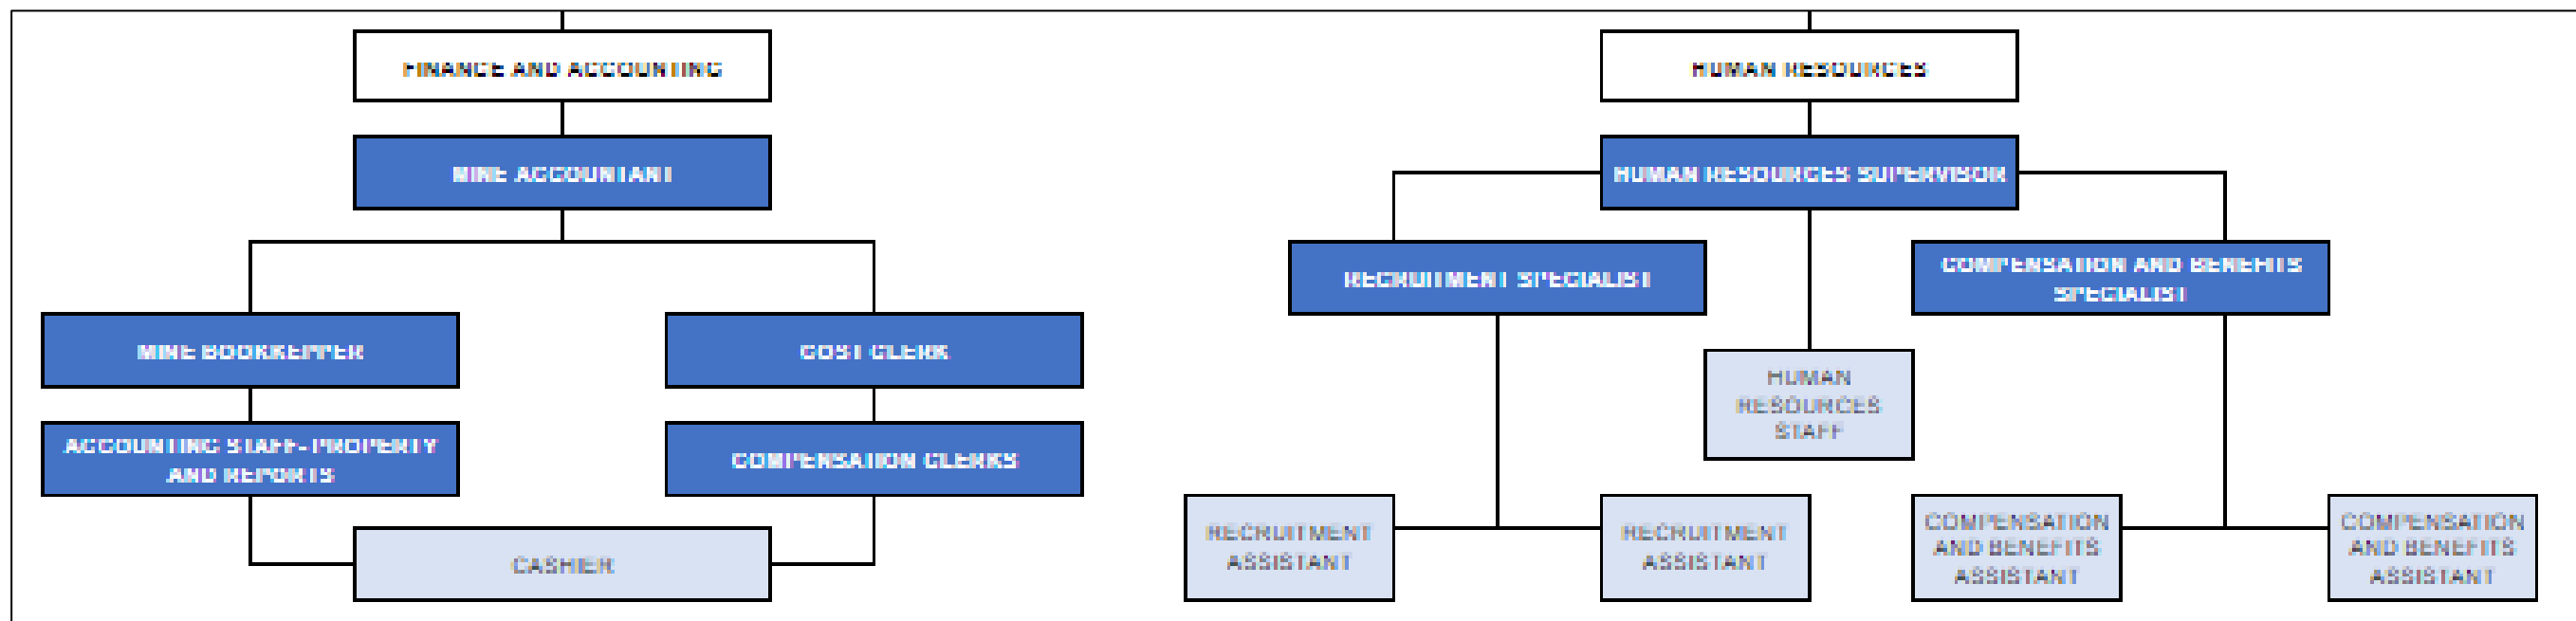 FINANCE AND ACCOUNTING
MINE ACCOUNTANT
MINE BOOKKEPPER
COST CLERK
ACCOUNTING STAFF- PROPERTY
AND REPORTS
COMPENSATION CLERKS
CASHIER
HUMAN RESOURCES
HUMAN RESOURCES SUPERVISOR
RECRUITMENT SPECIALIST
COMPENSATION AND BENEFITS
SPECIALIST
HUMAN
RESOURCES
STAFF
RECRUITMENT
ASSISTANT
RECRUITMENT
ASSISTANT
COMPENSATION
AND BENEFITS
ASSISTANT
COMPENSATION
AND BENEFITS
ASSISTANT